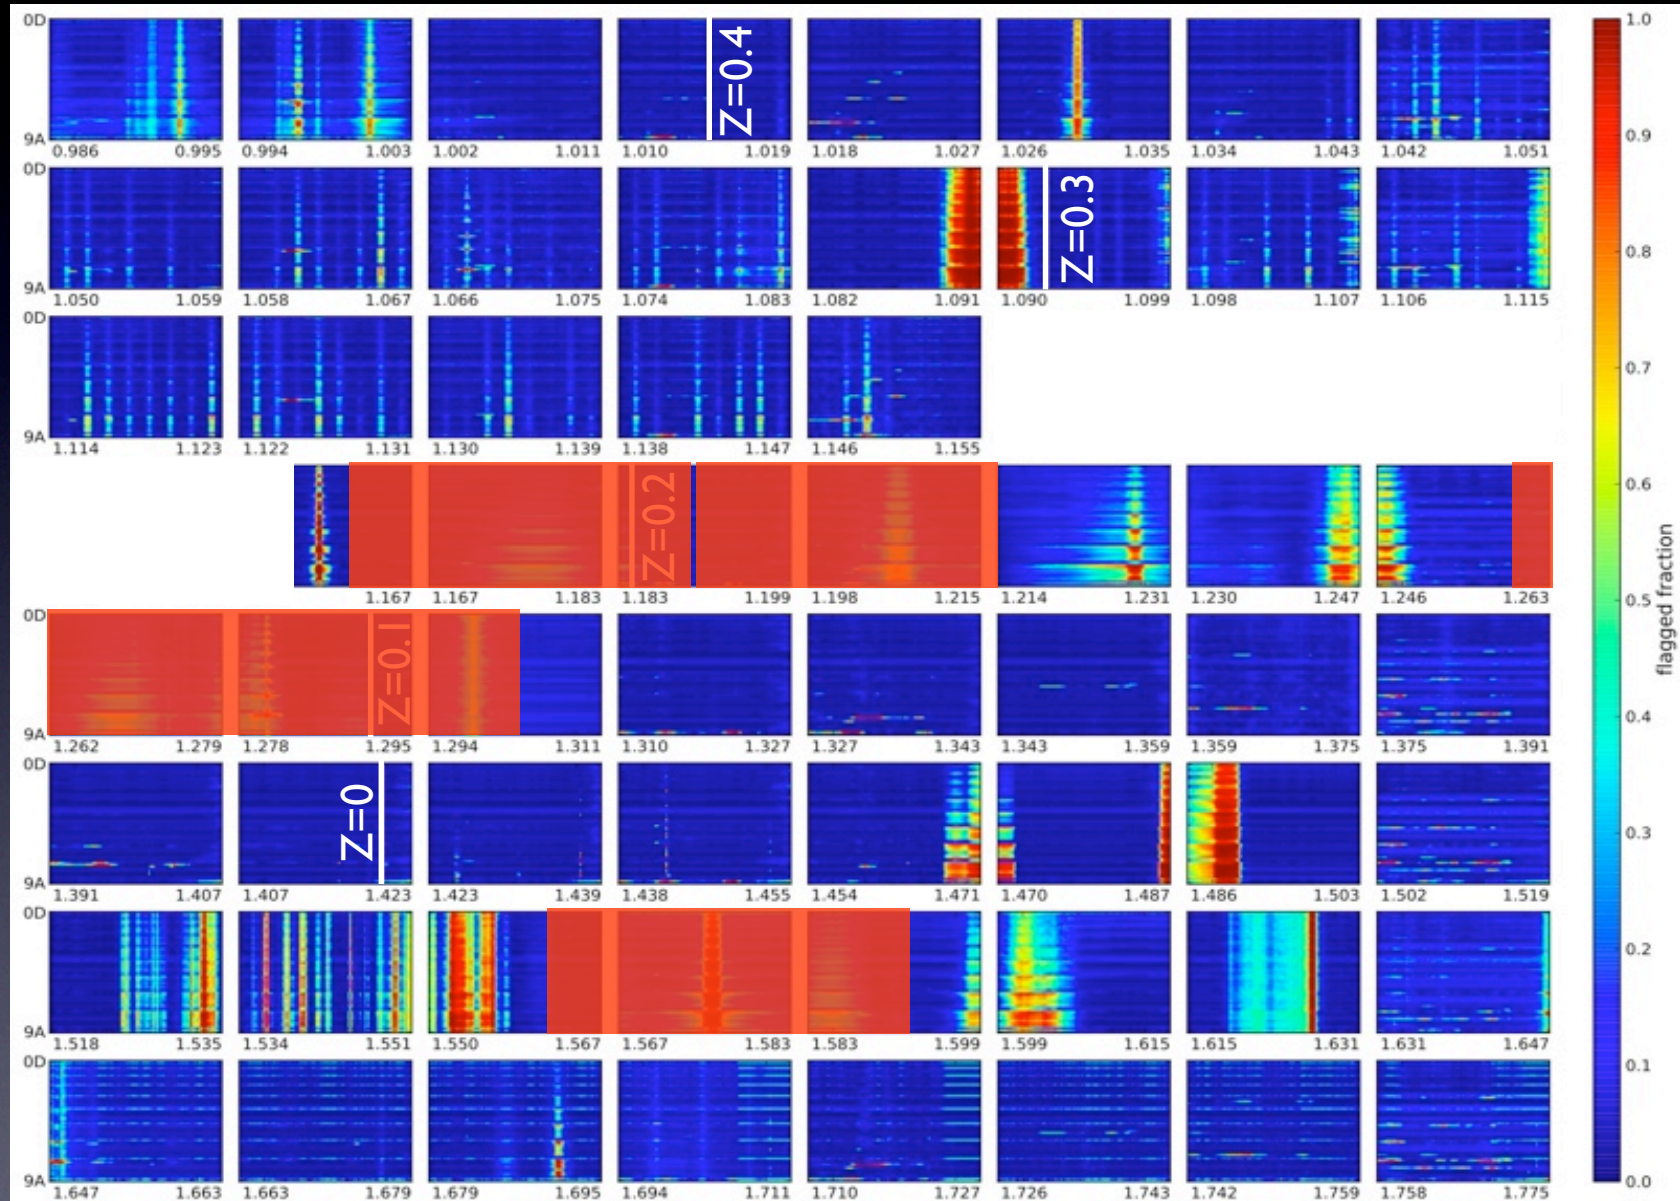 0D
Z=0.4
1.0
9A
0.986 0.995 0.994 1.003 1.002 1.011 1.010 1.019 1.018 1.027 1.026 1.035 1.034 1.043 1.042 1.051
0.9
0D
Z=0.3
0.8
9A
1.050 1.059 1.058 1.067 1.066 1.075 1.074 1.083 1.082 1.091 1.090 1.099 1.098 1.107 1.106 1.115
0D
0.7
9A
1.114 1.123 1.122 1.131 1.130 1.139 1.138 1.147 1.146 1.155
Z=0.2
0.6
1.167 1.167 1.183 1.183 1.199 1.198 1.215 1.214 1.231 1.230 1.247 1.246 1.263
0.5
flagged fraction
0D
Z=0.1
0.4
9A
1.262 1.279 1.278 1.295 1.294 1.311 1.310 1.327 1.327 1.343 1.343 1.359 1.359 1.375 1.375 1.391
0D
Z=0
0.3
9A
1.391 1.407 1.407 1.423 1.423 1.439 1.438 1.455 1.454 1.471 1.470 1.487 1.486 1.503 1.502 1.519
0D
0.2
9A
1.518 1.535 1.534 1.551 1.550 1.567 1.567 1.583 1.583 1.599 1.599 1.615 1.615 1.631 1.631 1.647
0D
0.1
9A
0.0
1.647 1.663 1.663 1.679 1.679 1.695 1.694 1.711 1.710 1.727 1.726 1.743 1.742 1.759 1.758 1.775